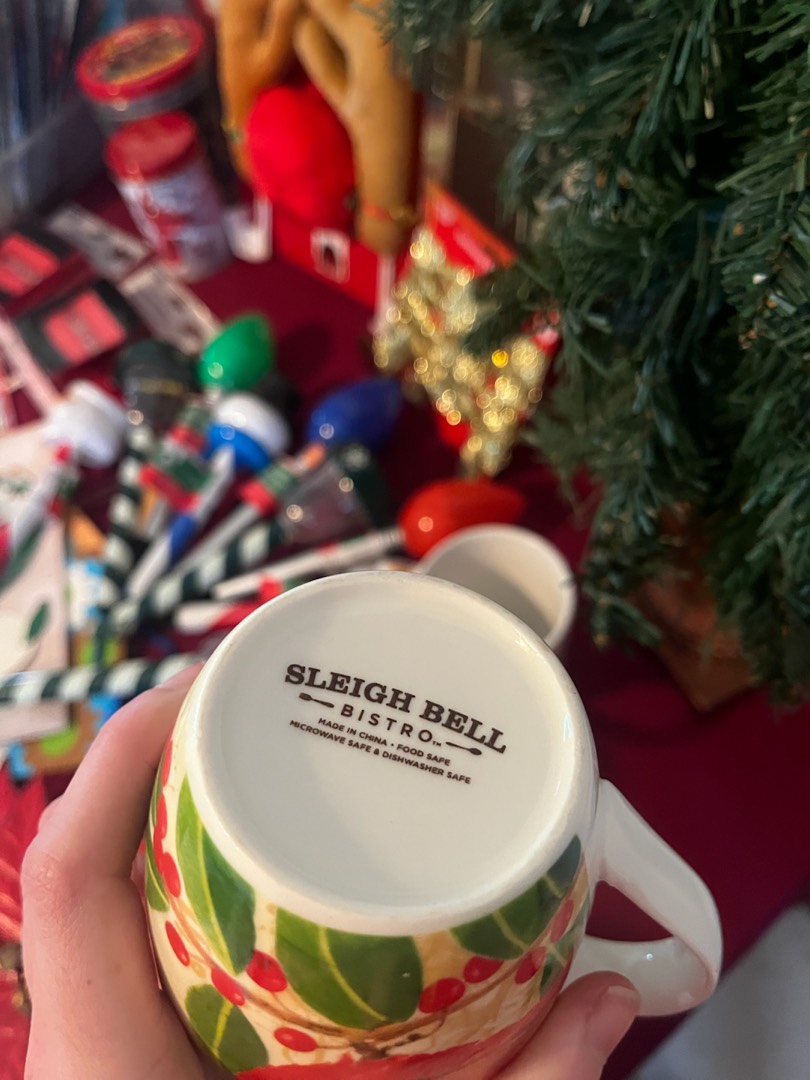 SLEIGH BELL
BISTRO™
MADE IN CHINA • FOOD SAFE
MICROWAVE SAFE & DISHWASHER SAFE